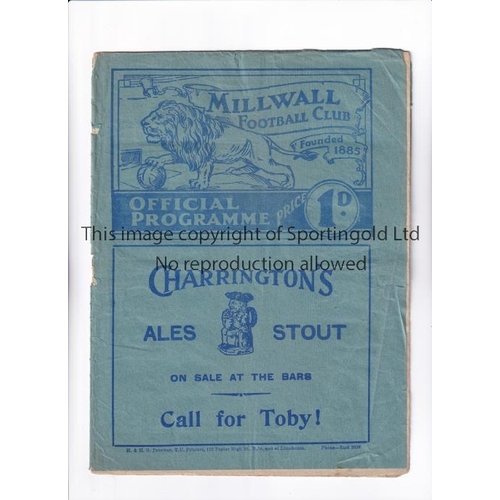 MILLWALL
FOOTBALL CLUB
Founded
1885
OFFICIAL
PROGRAMME
PRICE
1D.
This image copyright of Sportingold Ltd
No reproduction allowed
CHARRINGTON'S
ALES STOUT
ON SALE AT THE BARS
Call for Toby!